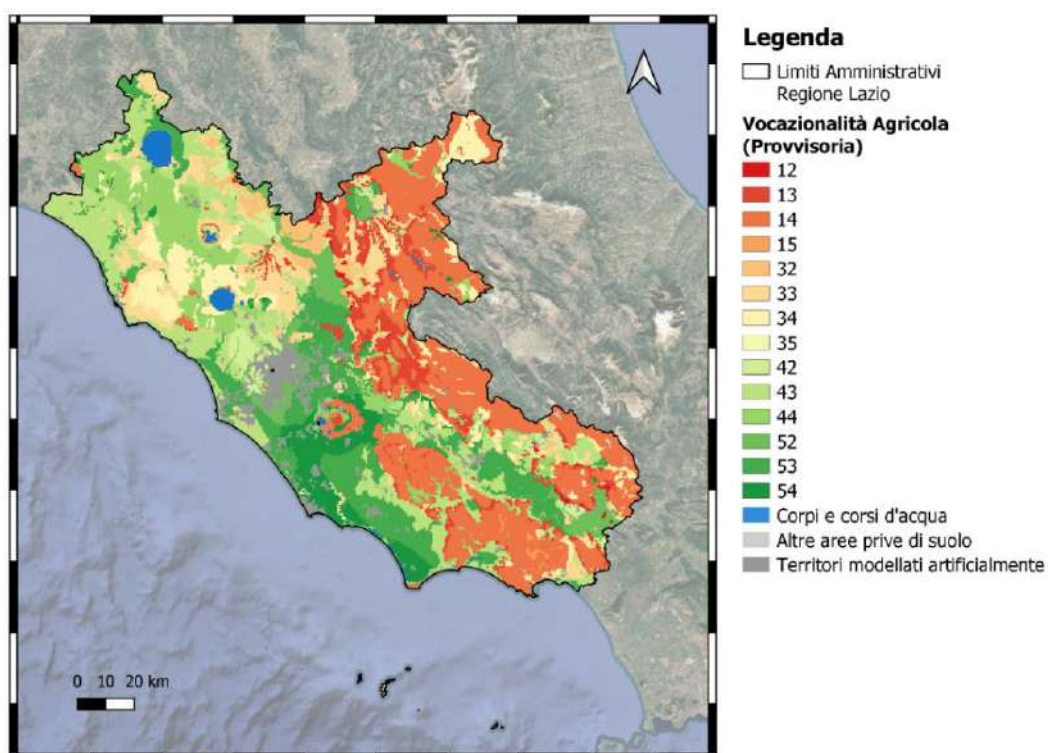 Legenda
Limiti Amministrativi
Regione Lazio
Vocazionalità Agricola
(Provvisoria)
12
13
14
15
32
33
34
35
42
43
44
52
53
54
Corpi e corsi d'acqua
Altre aree prive di suolo
Territori modellati artificialmente
0 10 20 km